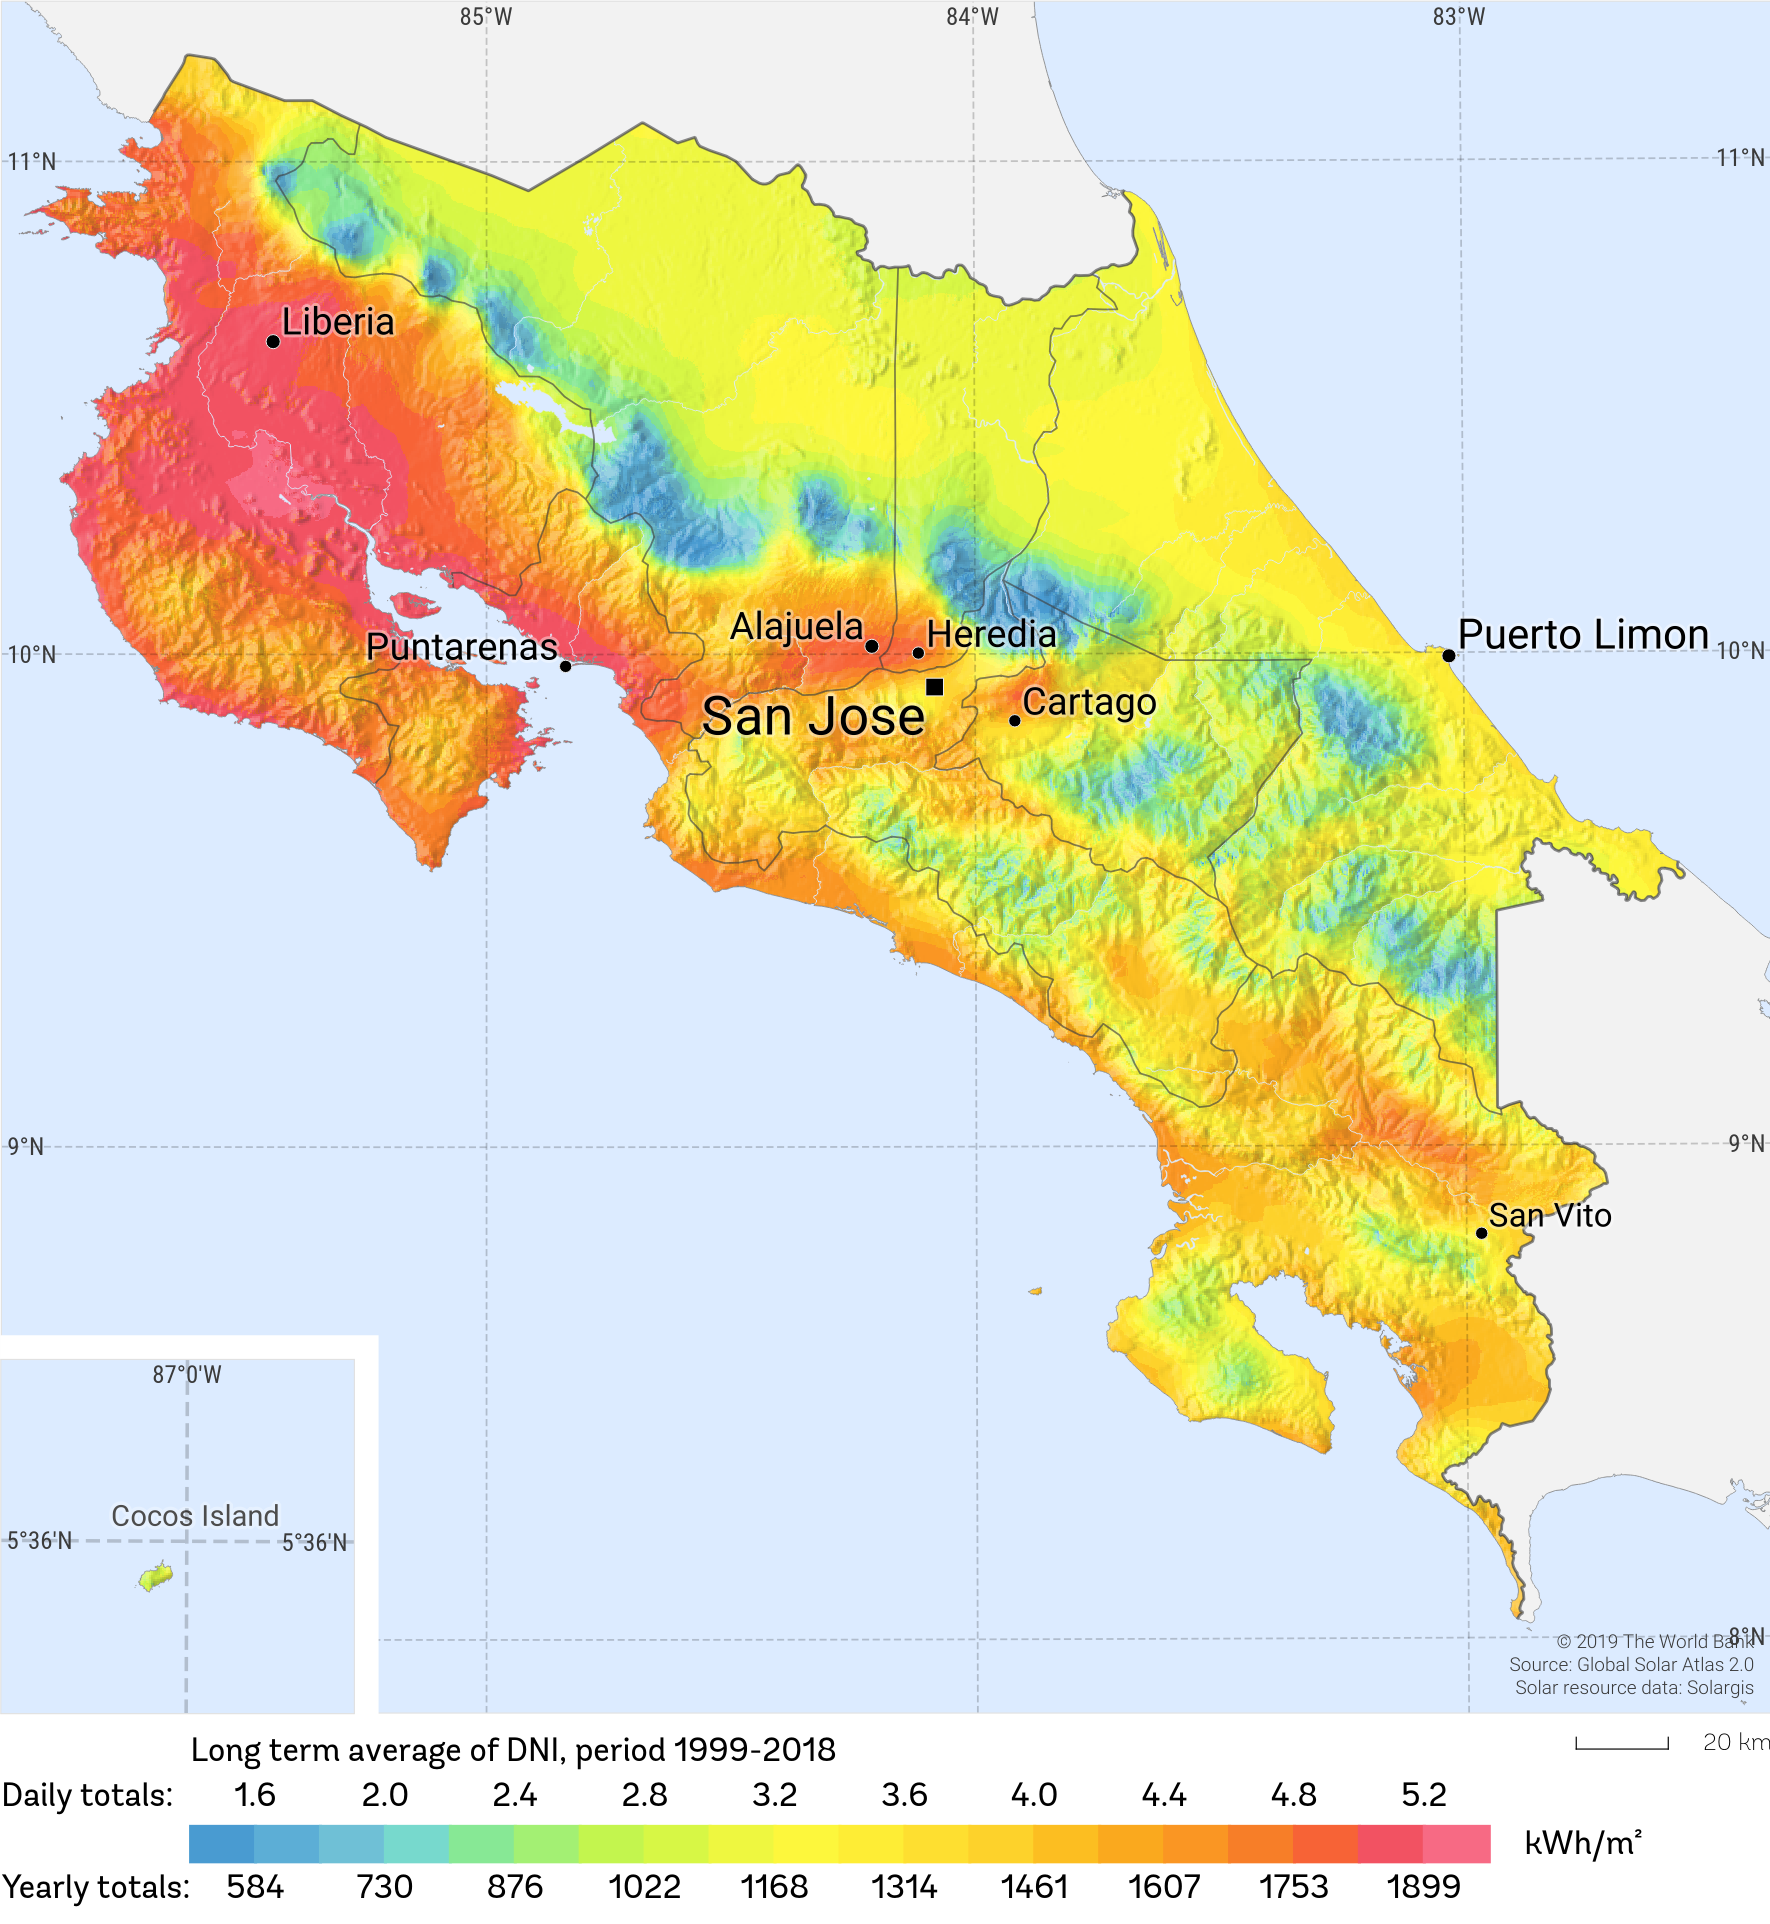 85°W 84°W 83°W
11°N 11°N
Liberia
Alajuela
Heredia
Puntarenas
Puerto Limon
10°N 10°N
San Jose
Cartago
9°N 9°N
San Vito
87°0'W
Cocos Island
5°36'N 5°36'N
8°N
© 2019 The World Bank
Source: Global Solar Atlas 2.0
Solar resource data: Solargis
Long term average of DNI, period 1999-2018
20 km
Daily totals: 1.6 2.0 2.4 2.8 3.2 3.6 4.0 4.4 4.8 5.2
kWh/m²
Yearly totals: 584 730 876 1022 1168 1314 1461 1607 1753 1899